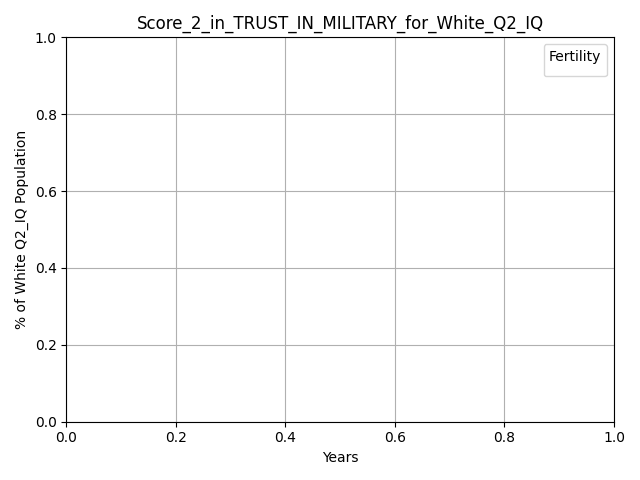 Score_2_in_TRUST_IN_MILITARY_for_White_Q2_IQ
Fertility
% of White Q2_IQ Population
1.0
0.8
0.6
0.4
0.2
0.0
0.0 0.2 0.4 0.6 0.8 1.0
Years